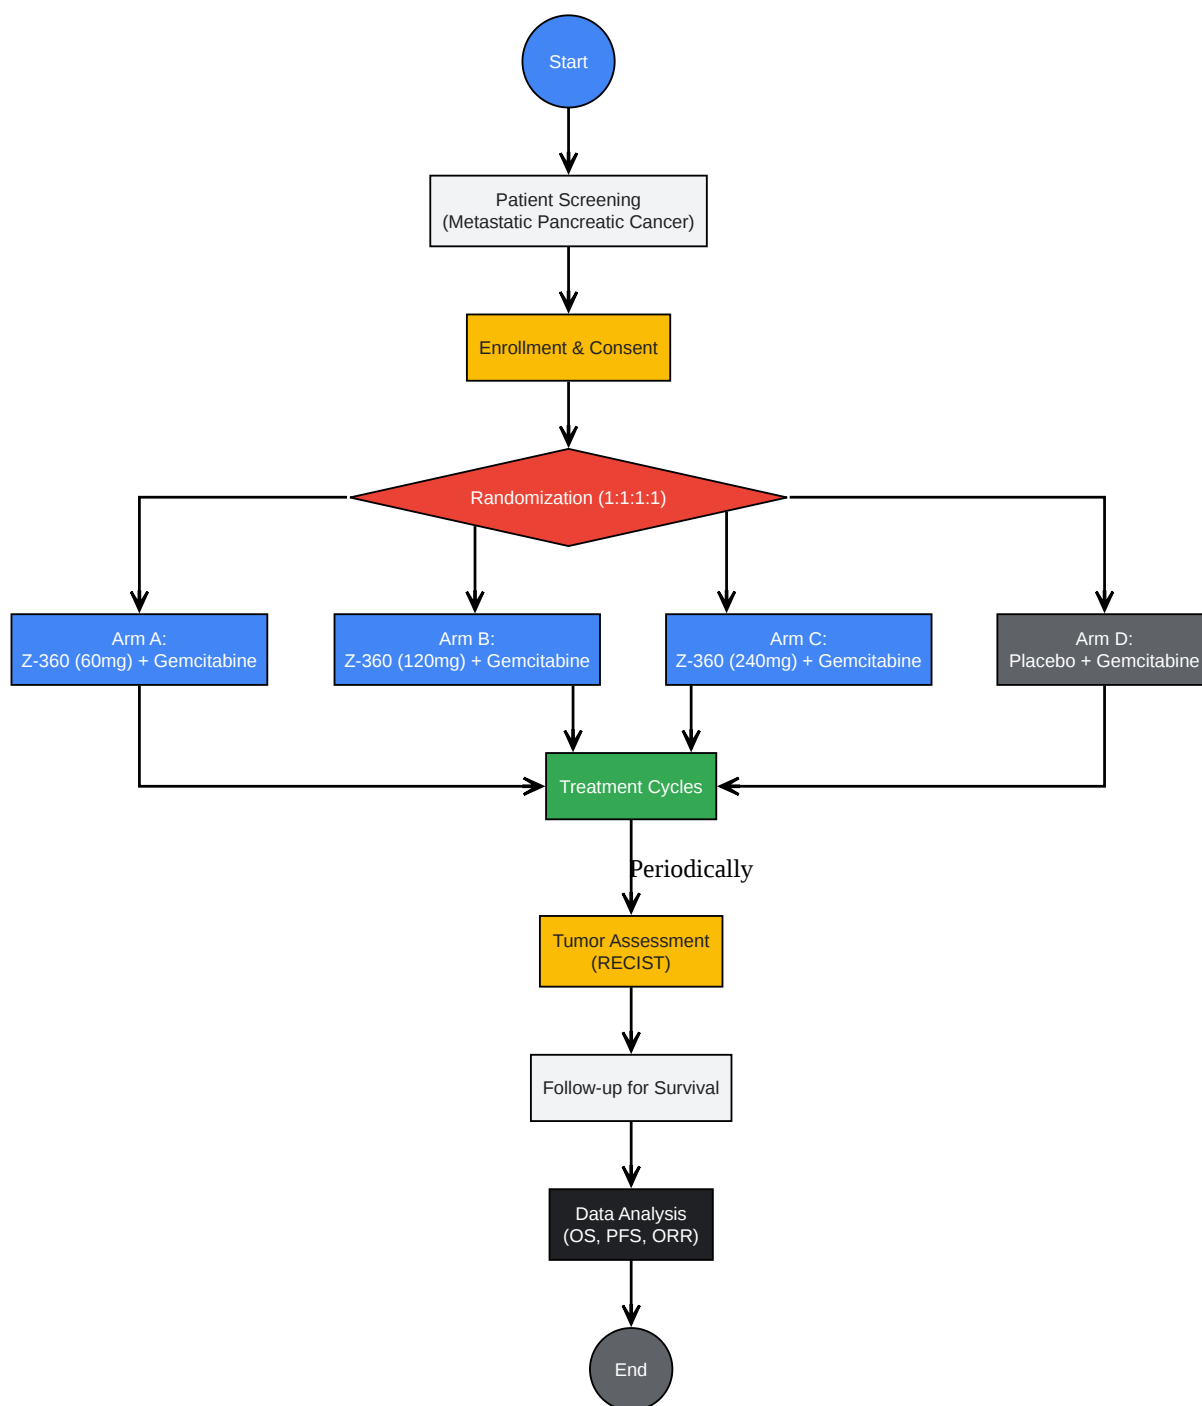 Start
Patient Screening
(Metastatic Pancreatic Cancer)
Enrollment & Consent
Randomization (1:1:1:1)
Arm A:
Z-360 (60mg) + Gemcitabine
Arm B:
Z-360 (120mg) + Gemcitabine
Arm C:
Z-360 (240mg) + Gemcitabine
Arm D:
Placebo + Gemcitabine
Treatment Cycles
Periodically
Tumor Assessment
(RECIST)
Follow-up for Survival
Data Analysis
(OS, PFS, ORR)
End